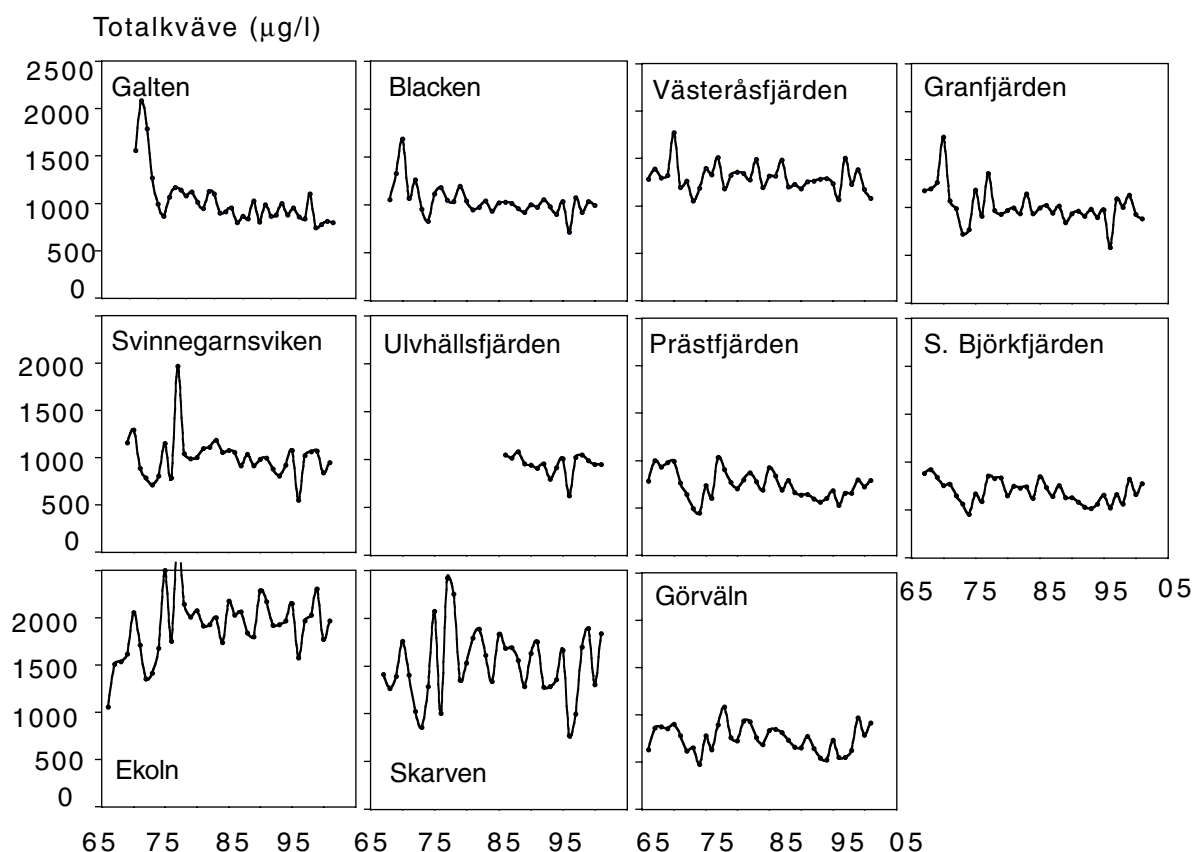 Totalkväve (µg/l)
2500
2000
1500
1000
500
0
Galten
Blacken
Västeråsfjärden
Granfjärden
2000
1500
1000
500
0
Svinnegarnsviken
Ulvhällsfjärden
Prästfjärden
S. Björkfjärden
65 75 85 95 05
2000
1500
1000
500
0
Ekoln
Skarven
Görväln
65 75 85 95 65 75 85 95 65 75 85 95 05